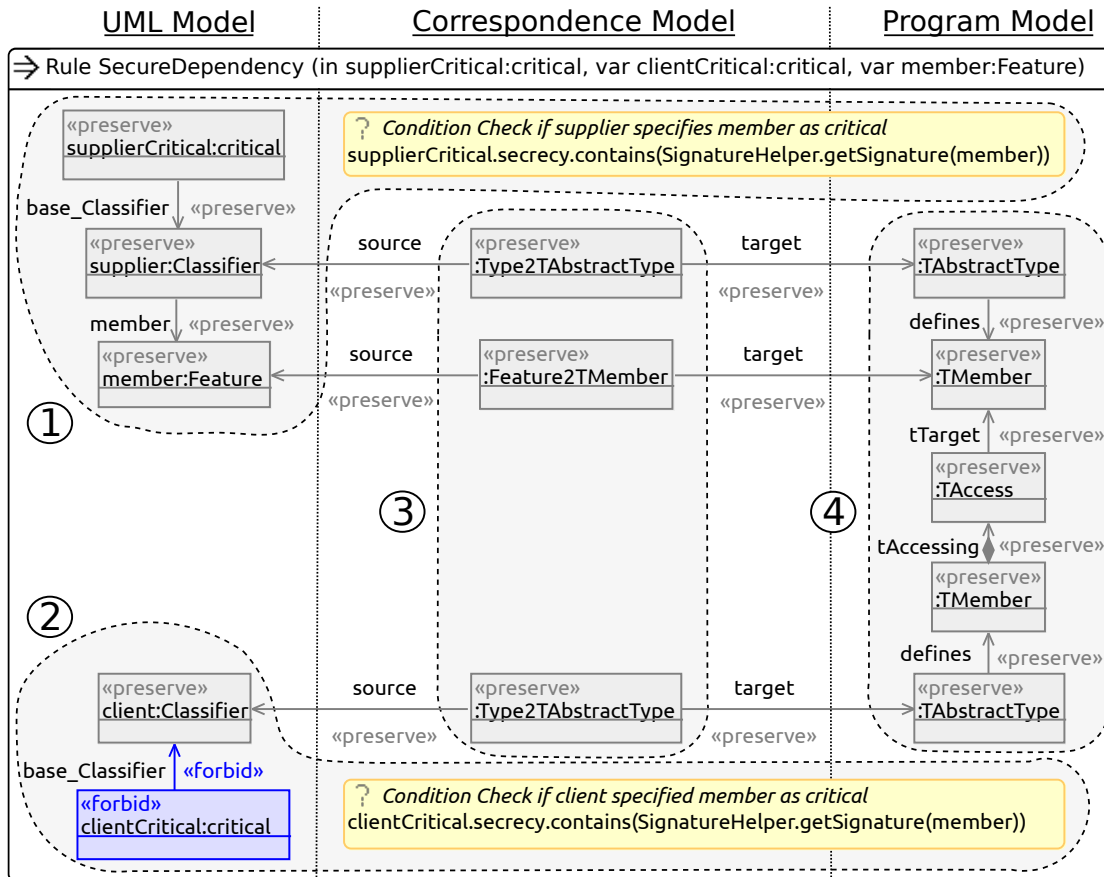 UML Model
Correspondence Model
Program Model
Rule SecureDependency (in supplierCritical:critical, var clientCritical:critical, var member:Feature)
«preserve»
supplierCritical:critical
? Condition Check if supplier specifies member as critical
supplierCritical.secrecy.contains(SignatureHelper.getSignature(member))
base_Classifier «preserve»
«preserve»
supplier:Classifier
source
«preserve»
«preserve»
:Type2TAbstractType
target
«preserve»
«preserve»
:TAbstractType
member «preserve»
defines «preserve»
«preserve»
member:Feature
source
«preserve»
«preserve»
:Feature2TMember
target
«preserve»
«preserve»
:TMember
1
tTarget «preserve»
«preserve»
:TAccess
3
4
tAccessing «preserve»
«preserve»
:TMember
2
defines «preserve»
«preserve»
client:Classifier
source
«preserve»
«preserve»
:Type2TAbstractType
target
«preserve»
«preserve»
:TAbstractType
base_Classifier «forbid»
«forbid»
clientCritical:critical
? Condition Check if client specified member as critical
clientCritical.secrecy.contains(SignatureHelper.getSignature(member))